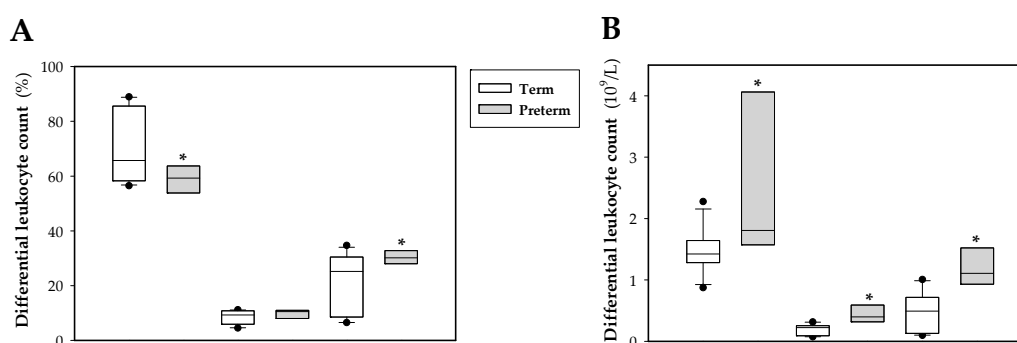 A
Differential leukocyte count (%)
100
80
60
40
20
0
*
*
Term
Preterm
B
Differential leukocyte count (10⁹/L)
4
3
2
1
0
*
*
*